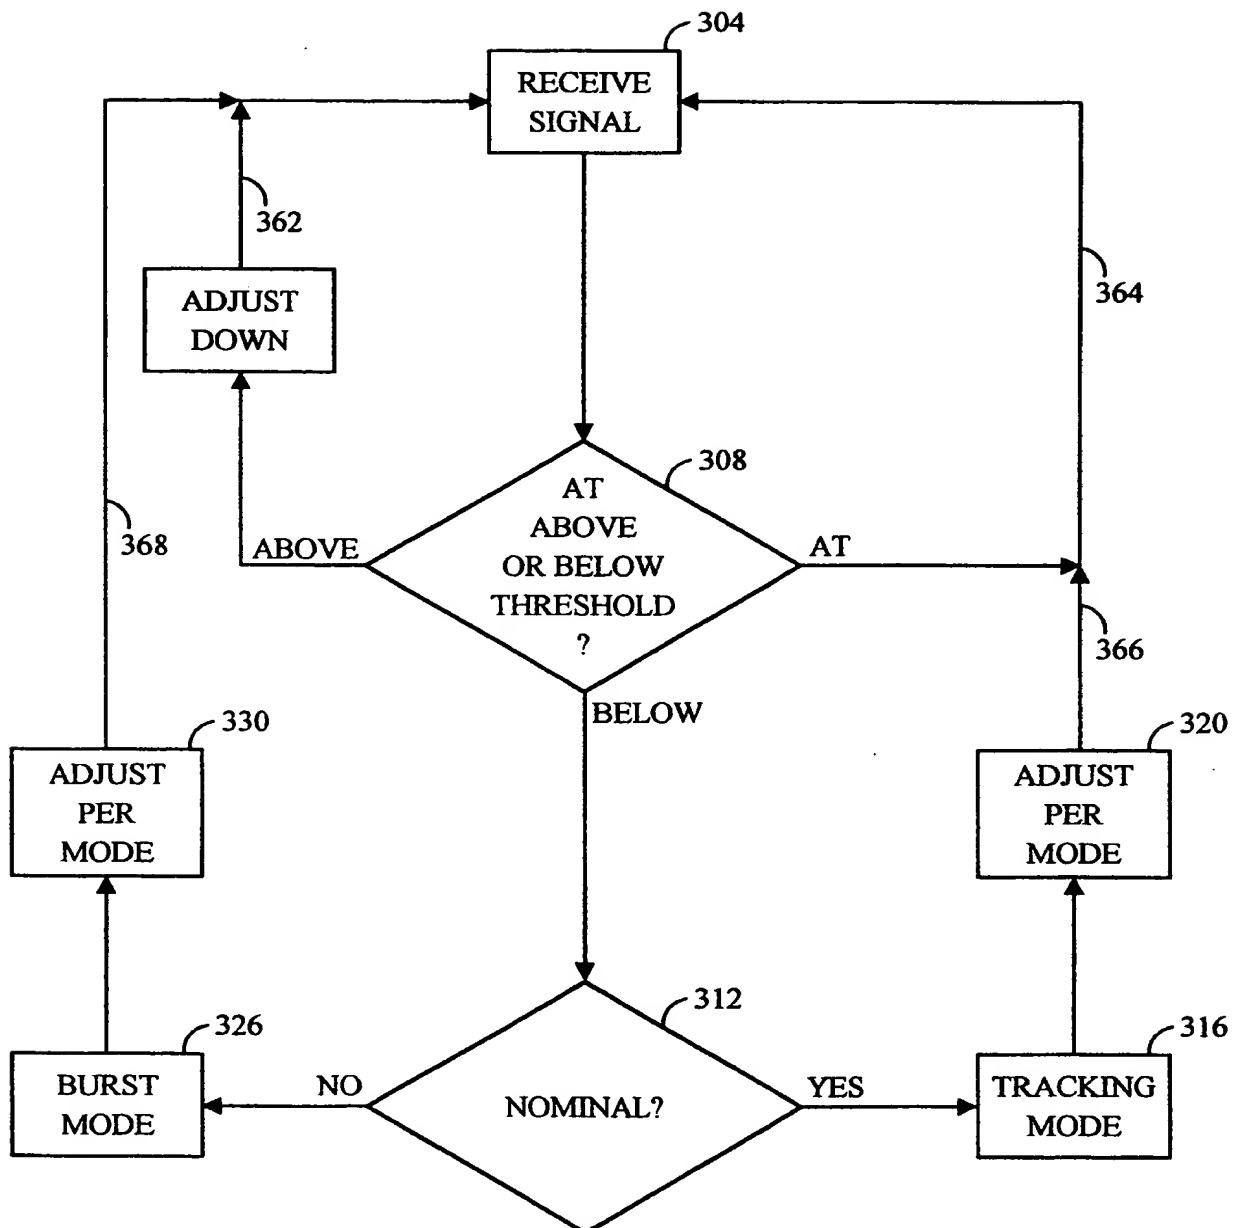 304
RECEIVE
SIGNAL
362
364
ADJUST
DOWN
308
AT
ABOVE
OR BELOW
THRESHOLD
?
ABOVE
AT
368
366
BELOW
330
320
ADJUST
PER
MODE
ADJUST
PER
MODE
312
326
316
BURST
MODE
NO
NOMINAL?
YES
TRACKING
MODE